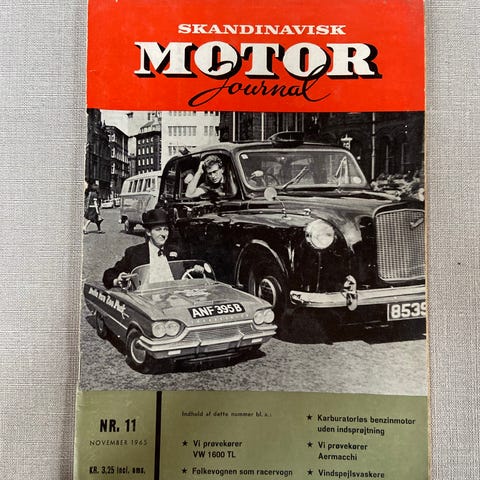 SKANDINAVISK
MOTOR
Journal
ANF 395B
8539
NR. 11
NOVEMBER 1965
KR. 3,25 incl. oms.
Indhold af dette nummer bl. a.:
★ Vi prøvekører
VW 1600 TL
★ Folkevognen som racervogn
★ Karburatorløs benzinmotor
uden indsprøjtning
★ Vi prøvekører
Aermacchi
★ Vindspejlsvaskere